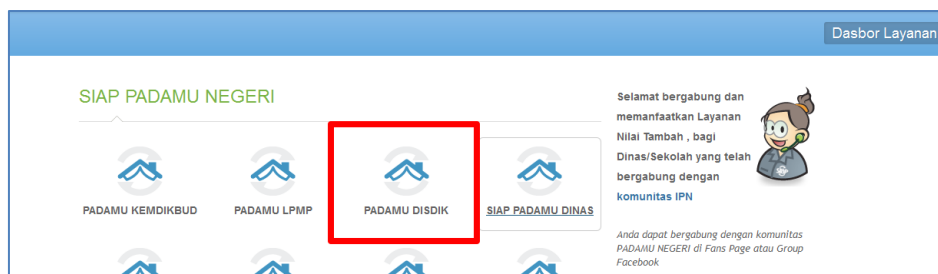 Dasbor Layanan
SIAP PADAMU NEGERI
PADAMU KEMDIKBUD
PADAMU LPMP
PADAMU DISDIK
SIAP PADAMU DINAS
Selamat bergabung dan
memanfaatkan Layanan
Nilai Tambah , bagi
Dinas/Sekolah yang telah
bergabung dengan
komunitas IPN
Anda dapat bergabung dengan komunitas
PADAMU NEGERI di Fans Page atau Group
Facebook